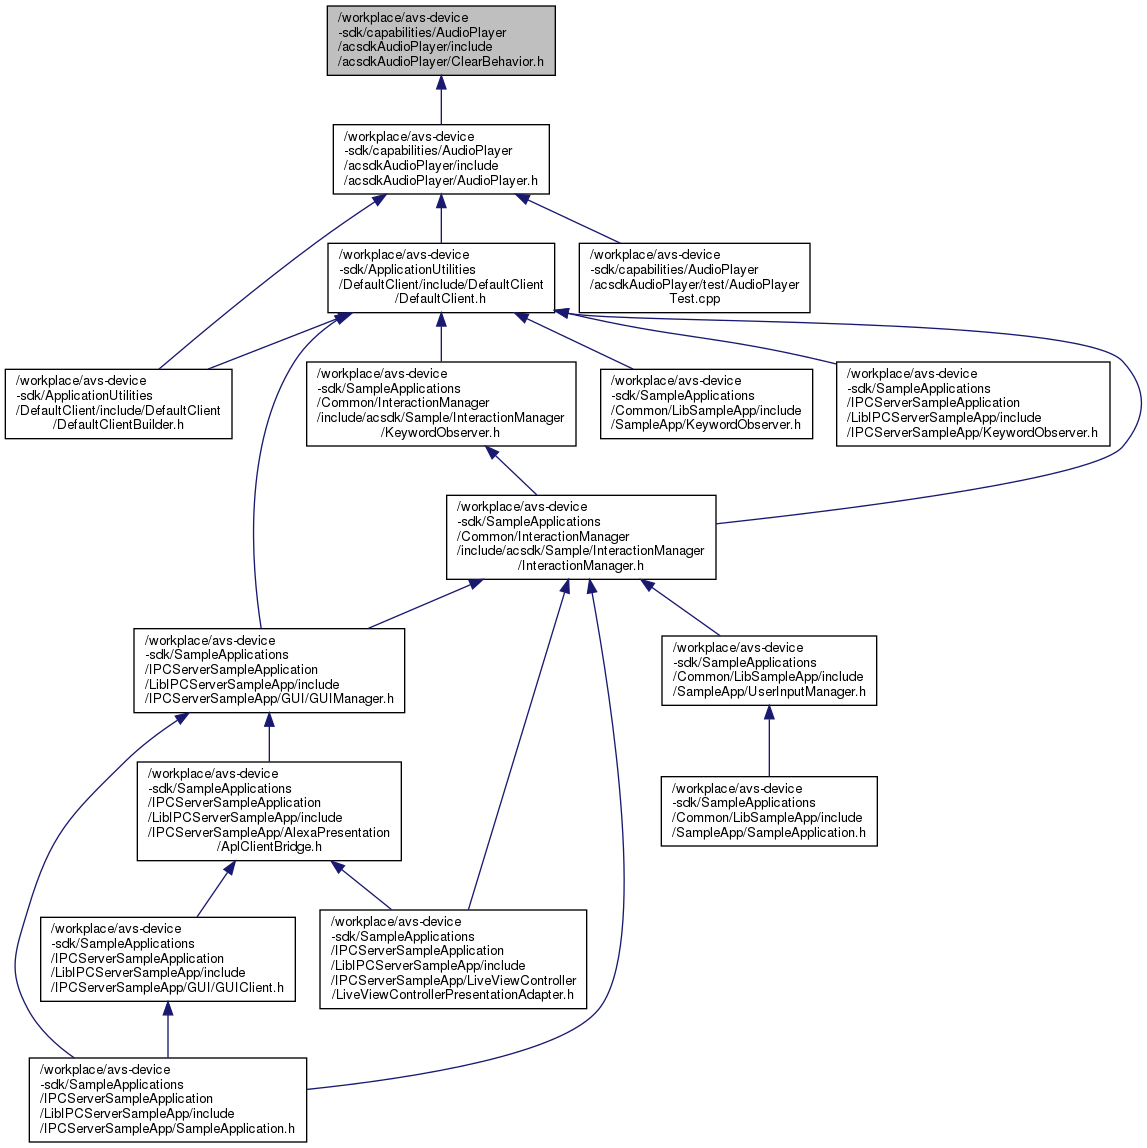 /workplace/avs-device
-sdk/capabilities/AudioPlayer
/acsdkAudioPlayer/include
/acsdkAudioPlayer/ClearBehavior.h
/workplace/avs-device
-sdk/capabilities/AudioPlayer
/acsdkAudioPlayer/include
/acsdkAudioPlayer/AudioPlayer.h
/workplace/avs-device
-sdk/ApplicationUtilities
/DefaultClient/include/DefaultClient
/DefaultClient.h
/workplace/avs-device
-sdk/capabilities/AudioPlayer
/acsdkAudioPlayer/test/AudioPlayer
Test.cpp
/workplace/avs-device
-sdk/ApplicationUtilities
/DefaultClient/include/DefaultClient
/DefaultClientBuilder.h
/workplace/avs-device
-sdk/SampleApplications
/Common/InteractionManager
/include/acsdk/Sample/InteractionManager
/KeywordObserver.h
/workplace/avs-device
-sdk/SampleApplications
/Common/LibSampleApp/include
/SampleApp/KeywordObserver.h
/workplace/avs-device
-sdk/SampleApplications
/IPCServerSampleApplication
/LibIPCServerSampleApp/include
/IPCServerSampleApp/KeywordObserver.h
/workplace/avs-device
-sdk/SampleApplications
/Common/InteractionManager
/include/acsdk/Sample/InteractionManager
/InteractionManager.h
/workplace/avs-device
-sdk/SampleApplications
/IPCServerSampleApplication
/LibIPCServerSampleApp/include
/IPCServerSampleApp/GUI/GUIManager.h
/workplace/avs-device
-sdk/SampleApplications
/Common/LibSampleApp/include
/SampleApp/UserInputManager.h
/workplace/avs-device
-sdk/SampleApplications
/IPCServerSampleApplication
/LibIPCServerSampleApp/include
/IPCServerSampleApp/AlexaPresentation
/AplClientBridge.h
/workplace/avs-device
-sdk/SampleApplications
/Common/LibSampleApp/include
/SampleApp/SampleApplication.h
/workplace/avs-device
-sdk/SampleApplications
/IPCServerSampleApplication
/LibIPCServerSampleApp/include
/IPCServerSampleApp/GUI/GUIClient.h
/workplace/avs-device
-sdk/SampleApplications
/IPCServerSampleApplication
/LibIPCServerSampleApp/include
/IPCServerSampleApp/LiveViewController
/LiveViewControllerPresentationAdapter.h
/workplace/avs-device
-sdk/SampleApplications
/IPCServerSampleApplication
/LibIPCServerSampleApp/include
/IPCServerSampleApp/SampleApplication.h